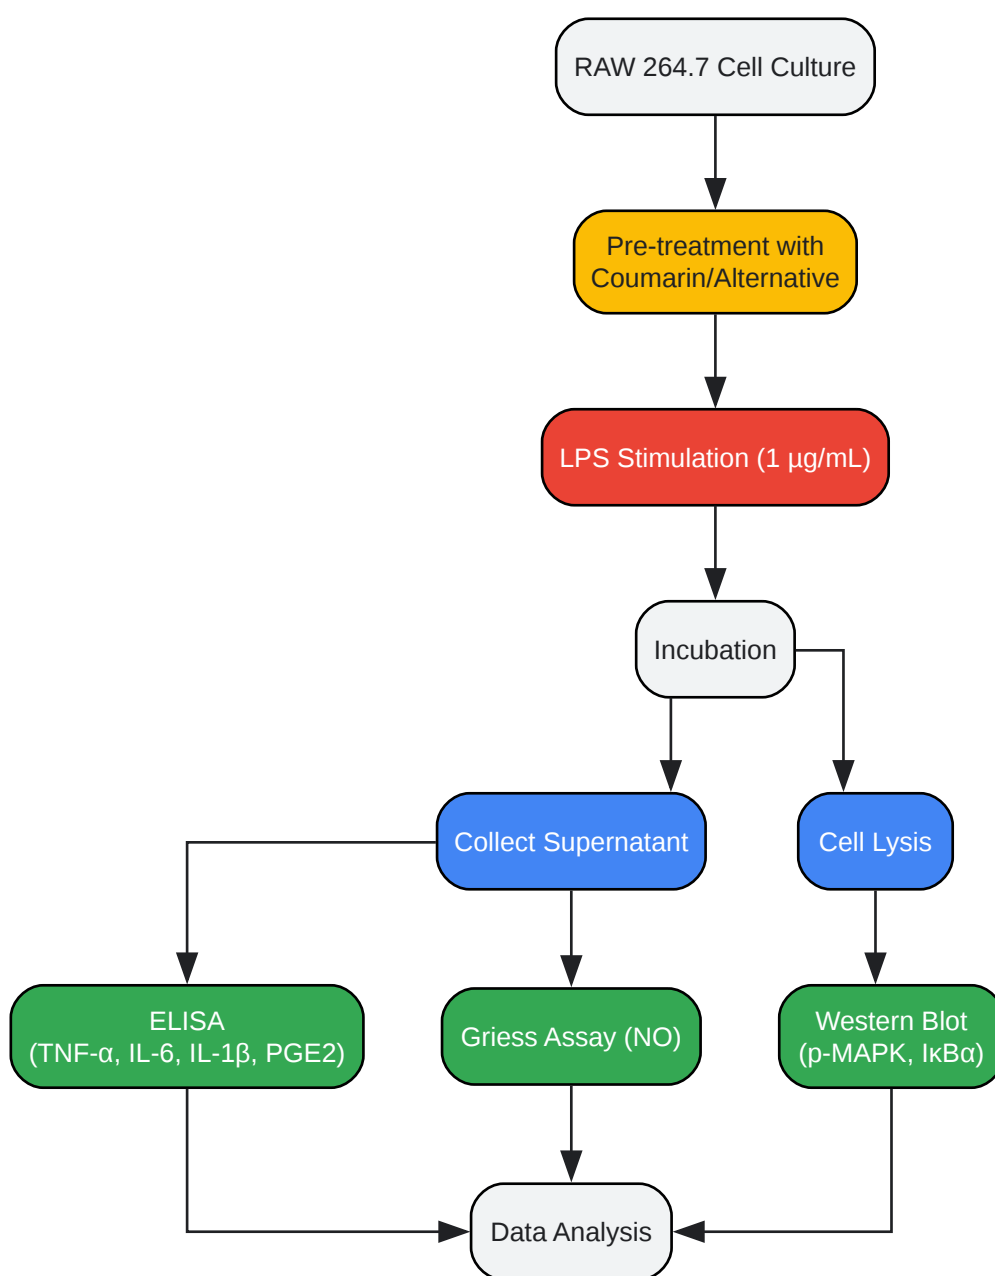 RAW 264.7 Cell Culture
Pre-treatment with
Coumarin/Alternative
LPS Stimulation (1 µg/mL)
Incubation
Collect Supernatant
Cell Lysis
ELISA
(TNF-α, IL-6, IL-1β, PGE2)
Griess Assay (NO)
Western Blot
(p-MAPK, IκBα)
Data Analysis